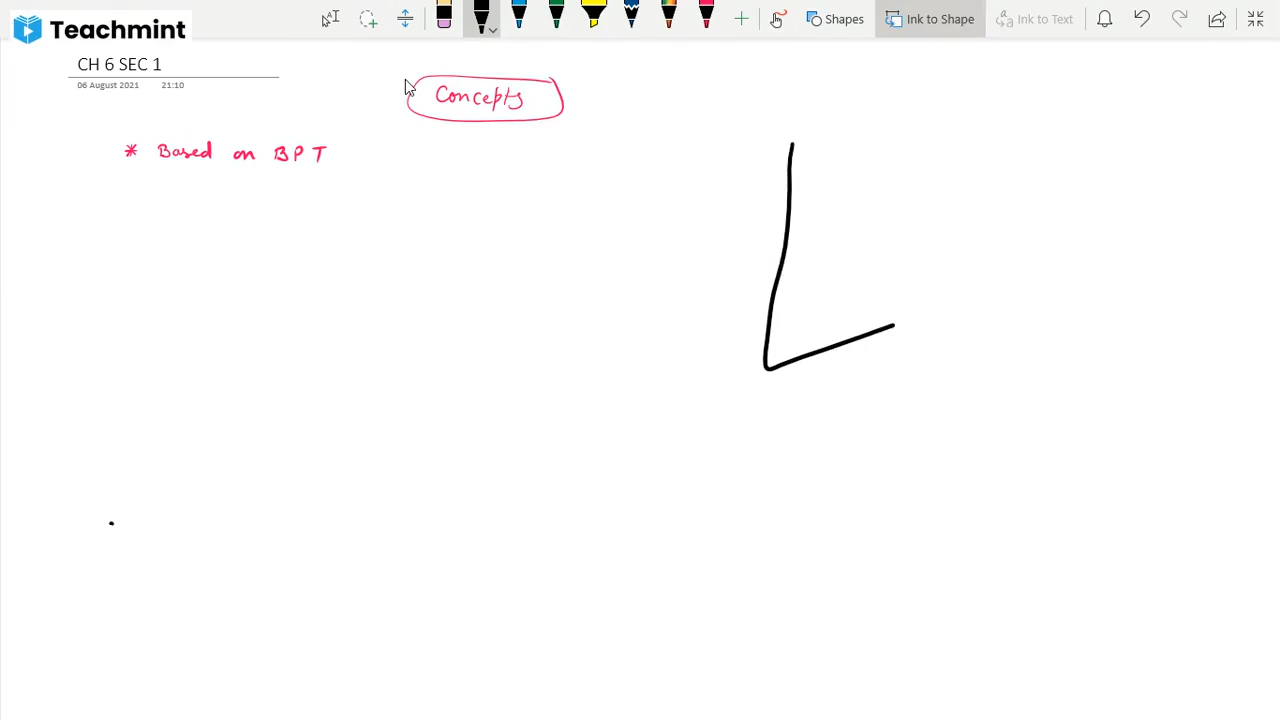 Teachmint
Shapes
Ink to Shape
Ink to Text
CH 6 SEC 1
06 August 2021 21:10
Concepts
* Based on BPT